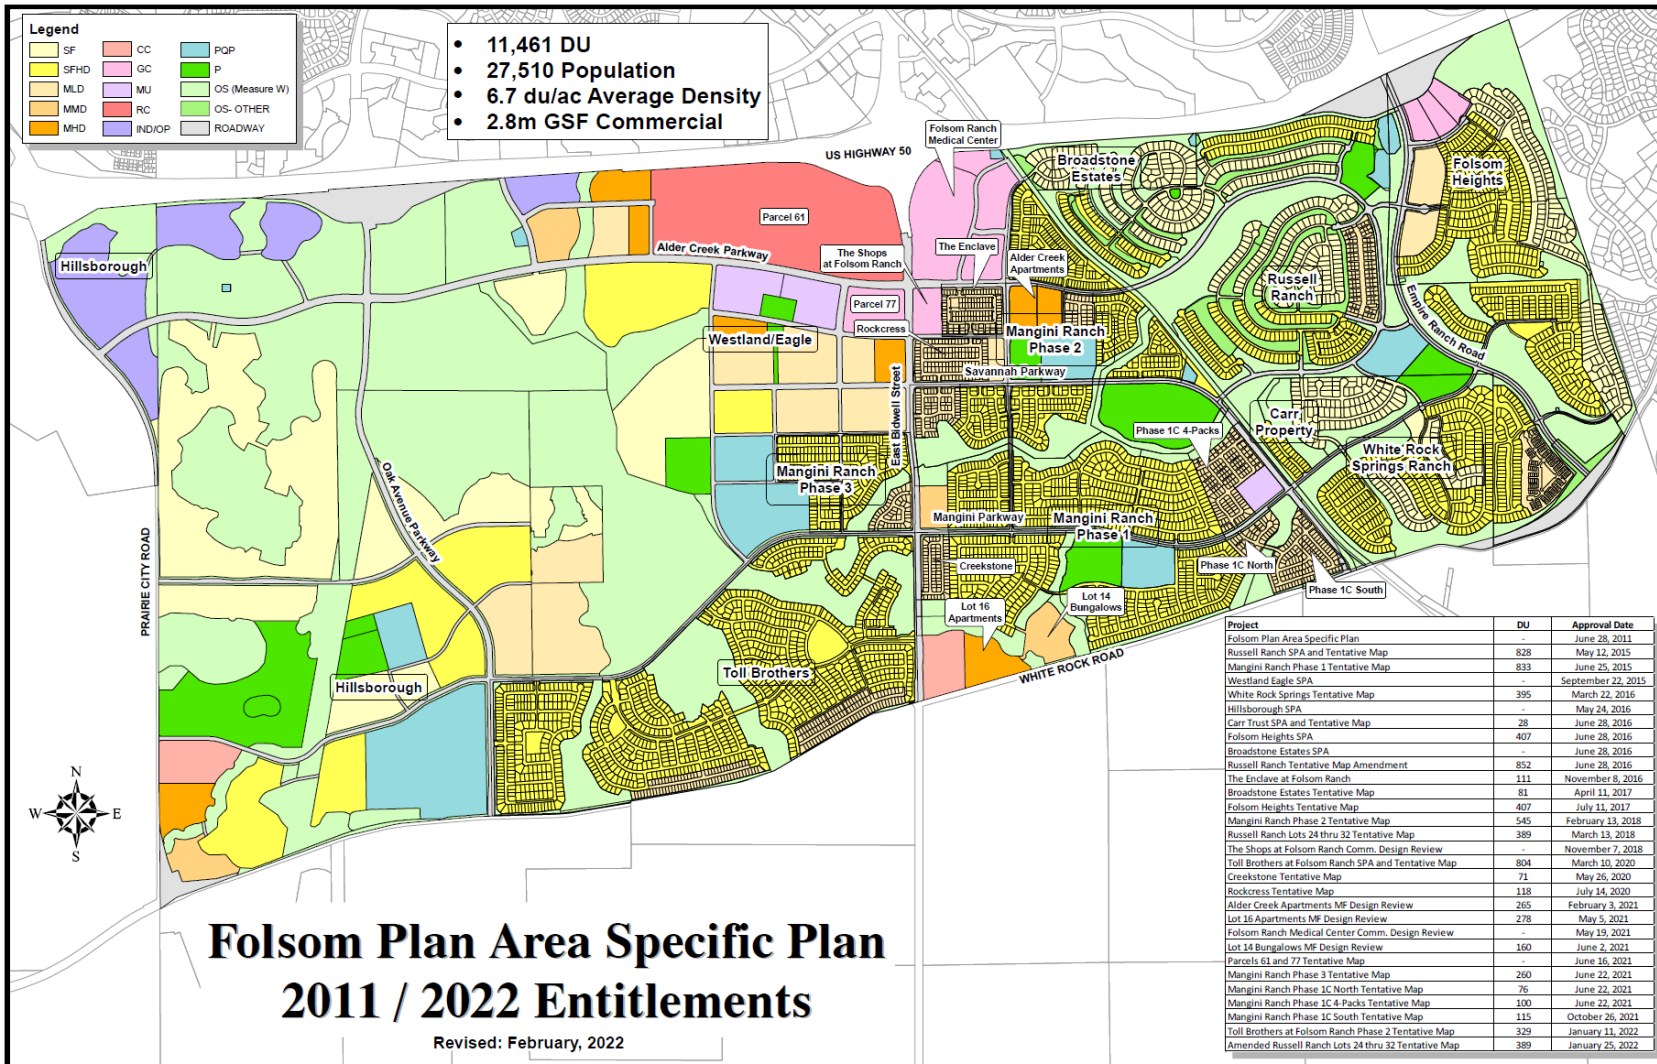 Legend
SF
CC
PQP
SFHD
GC
P
MLD
MU
OS (Measure W)
MMD
RC
OS- OTHER
MHD
IND/OP
ROADWAY
• 11,461 DU
• 27,510 Population
• 6.7 du/ac Average Density
• 2.8m GSF Commercial
US HIGHWAY 50
Folsom Ranch
Medical Center
Broadstone
Estates
Folsom
Heights
Parcel 61
Alder Creek Parkway
The Shops
at Folsom Ranch
The Enclave
Alder Creek
Apartments
Hillsborough
Russell
Ranch
Empire Ranch Road
Parcel 77
Rockcress
Westland/Eagle
Mangini Ranch
Phase 2
Savannah Parkway
East Bidwell Street
Carr
Property
Phase 1C 4-Packs
White Rock
Springs Ranch
Mangini Ranch
Phase 3
Oak Avenue Parkway
PRAIRIE CITY ROAD
Mangini Parkway
Mangini Ranch
Phase 1
Creekstone
Phase 1C North
Phase 1C South
Lot 16
Apartments
Lot 14
Bungalows
Toll Brothers
Hillsborough
WHITE ROCK ROAD
N
W
E
S
Project DU Approval Date
Folsom Plan Area Specific Plan - June 28, 2011
Russell Ranch SPA and Tentative Map 828 May 12, 2015
Mangini Ranch Phase 1 Tentative Map 833 June 25, 2015
Westland Eagle SPA - September 22, 2015
White Rock Springs Tentative Map 395 March 22, 2016
Hillsborough SPA - May 24, 2016
Carr Trust SPA and Tentative Map 28 June 28, 2016
Folsom Heights SPA 407 June 28, 2016
Broadstone Estates SPA - June 28, 2016
Russell Ranch Tentative Map Amendment 852 June 28, 2016
The Enclave at Folsom Ranch 111 November 8, 2016
Broadstone Estates Tentative Map 81 April 11, 2017
Folsom Heights Tentative Map 407 July 11, 2017
Mangini Ranch Phase 2 Tentative Map 545 February 13, 2018
Russell Ranch Lots 24 thru 32 Tentative Map 389 March 13, 2018
The Shops at Folsom Ranch Comm. Design Review - November 7, 2018
Toll Brothers at Folsom Ranch SPA and Tentative Map 804 March 10, 2020
Creekstone Tentative Map 71 May 26, 2020
Rockcress Tentative Map 118 July 14, 2020
Alder Creek Apartments MF Design Review 265 February 3, 2021
Lot 16 Apartments MF Design Review 278 May 5, 2021
Folsom Ranch Medical Center Comm. Design Review - May 19, 2021
Lot 14 Bungalows MF Design Review 160 June 2, 2021
Parcels 61 and 77 Tentative Map - June 16, 2021
Mangini Ranch Phase 3 Tentative Map 260 June 22, 2021
Mangini Ranch Phase 1C North Tentative Map 76 June 22, 2021
Mangini Ranch Phase 1C 4-Packs Tentative Map 100 June 22, 2021
Mangini Ranch Phase 1C South Tentative Map 115 October 26, 2021
Toll Brothers at Folsom Ranch Phase 2 Tentative Map 329 January 11, 2022
Amended Russell Ranch Lots 24 thru 32 Tentative Map 389 January 25, 2022
Folsom Plan Area Specific Plan
2011 / 2022 Entitlements
Revised: February, 2022